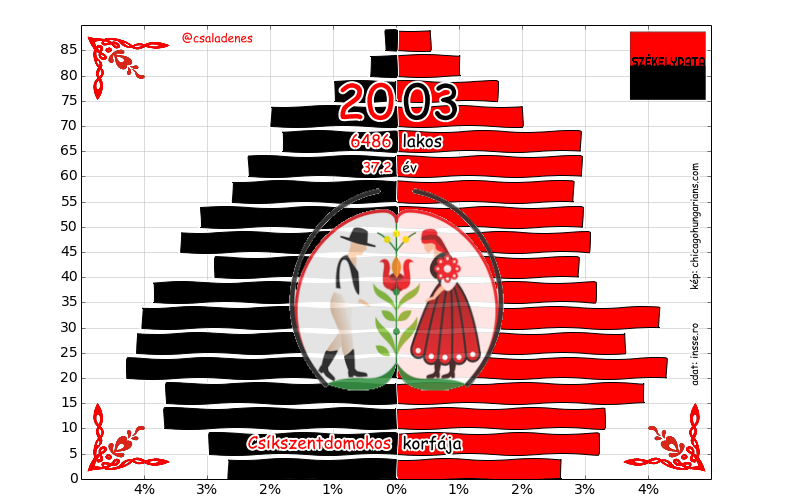 @csaladenes
SZÉKELYDATA
2003
6486 lakos
37,2 év
kép: chicagohungarians.com
adat: insse.ro
Csíkszentdomokos korfája
85
80
75
70
65
60
55
50
45
40
35
30
25
20
15
10
5
0
4% 3% 2% 1% 0% 1% 2% 3% 4%